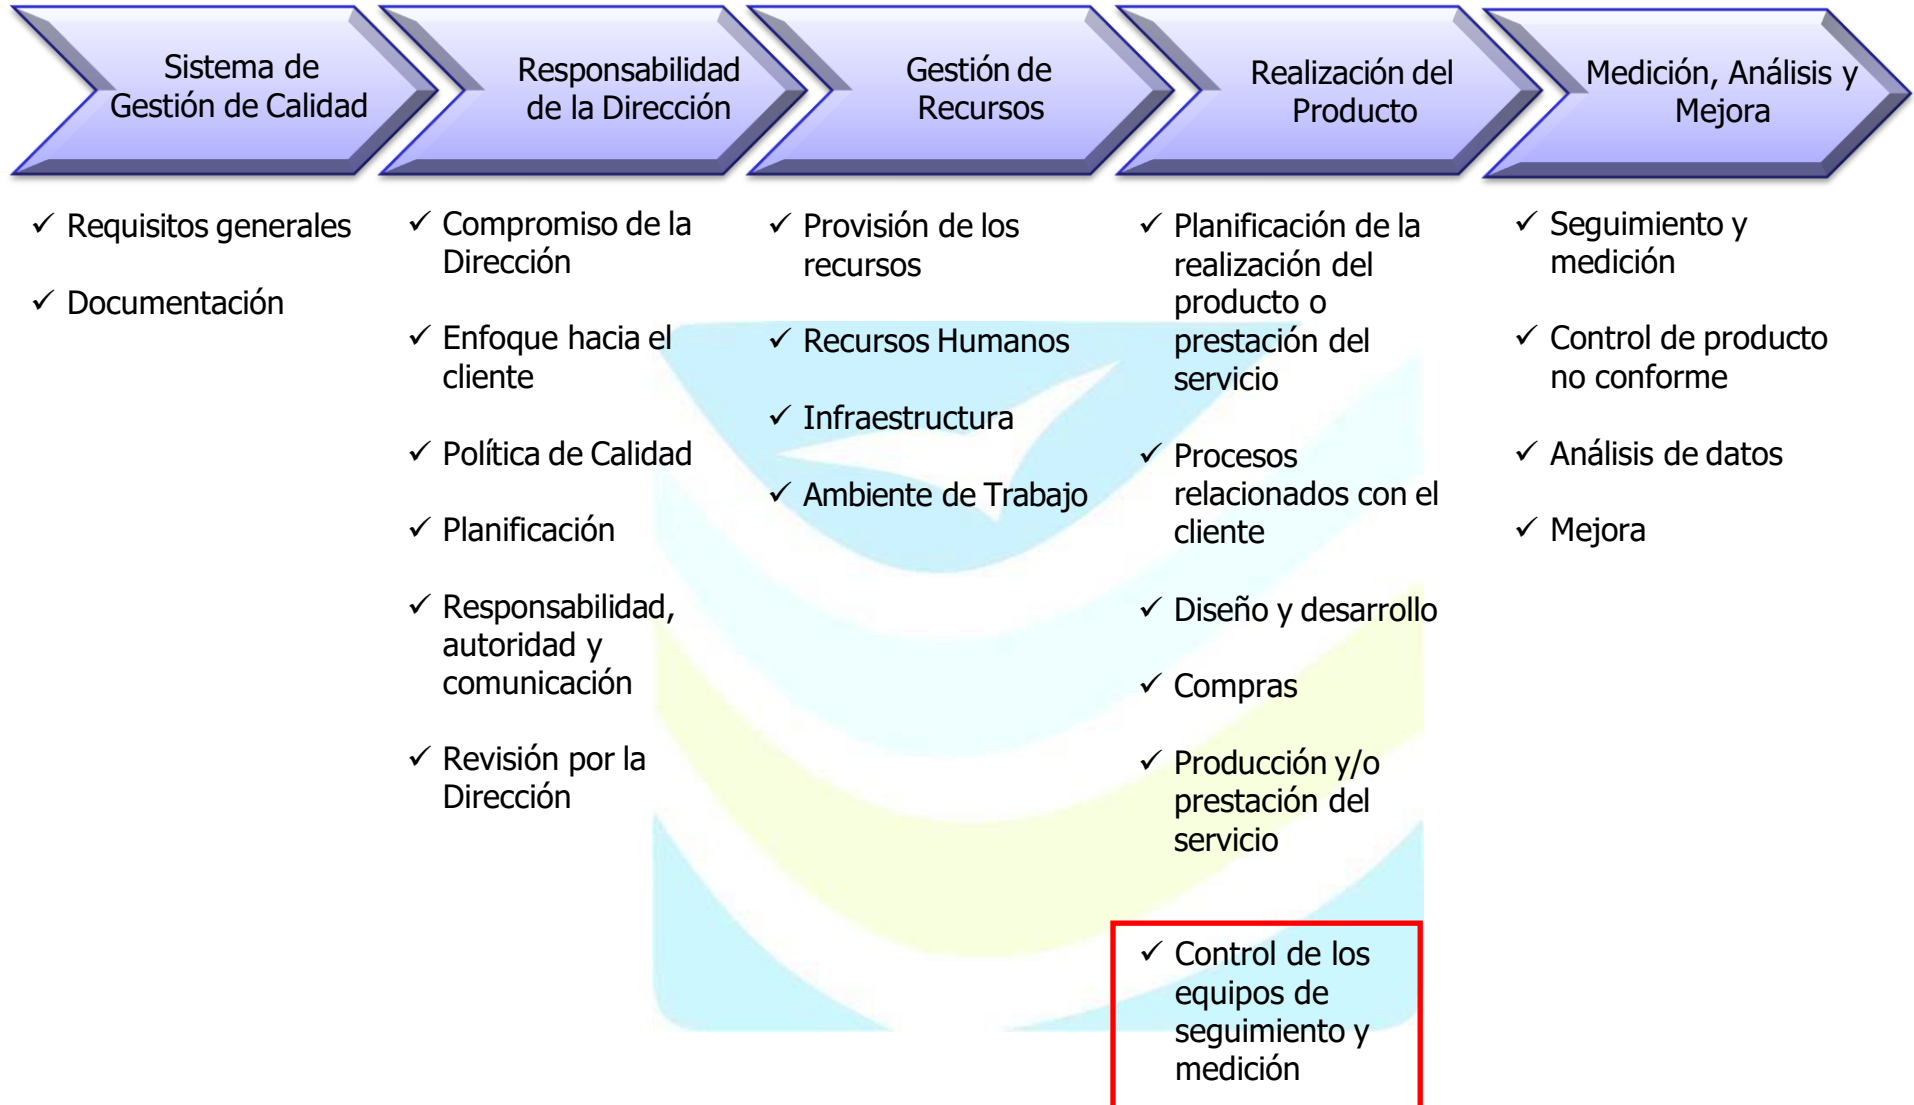 Sistema de
Gestión de Calidad
Responsabilidad
de la Dirección
Gestión de
Recursos
Realización del
Producto
Medición, Análisis y
Mejora
✓ Requisitos generales
✓ Documentación
✓ Compromiso de la
Dirección
✓ Enfoque hacia el
cliente
✓ Política de Calidad
✓ Planificación
✓ Responsabilidad,
autoridad y
comunicación
✓ Revisión por la
Dirección
✓ Provisión de los
recursos
✓ Recursos Humanos
✓ Infraestructura
✓ Ambiente de Trabajo
✓ Planificación de la
realización del
producto o
prestación del
servicio
✓ Procesos
relacionados con el
cliente
✓ Diseño y desarrollo
✓ Compras
✓ Producción y/o
prestación del
servicio
✓ Control de los
equipos de
seguimiento y
medición
✓ Seguimiento y
medición
✓ Control de producto
no conforme
✓ Análisis de datos
✓ Mejora